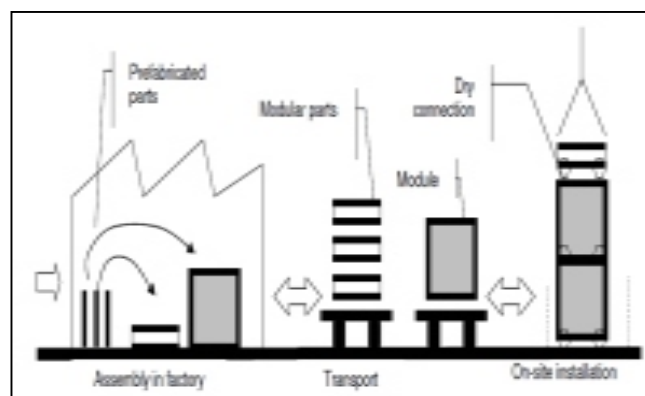 Prefabricated
parts
Modular parts
Dry
connection
Module
Assembly in factory
Transport
On-site installation